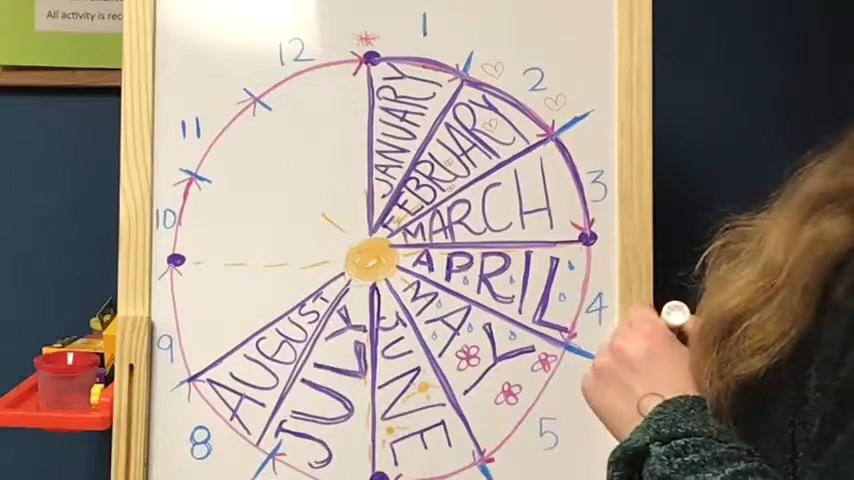 All activity is rec
1
2
3
4
5
8
9
10
11
12
JANUARY
FEBRUARY
MARCH
APRIL
MAY
JUNE
JULY
AUGUST